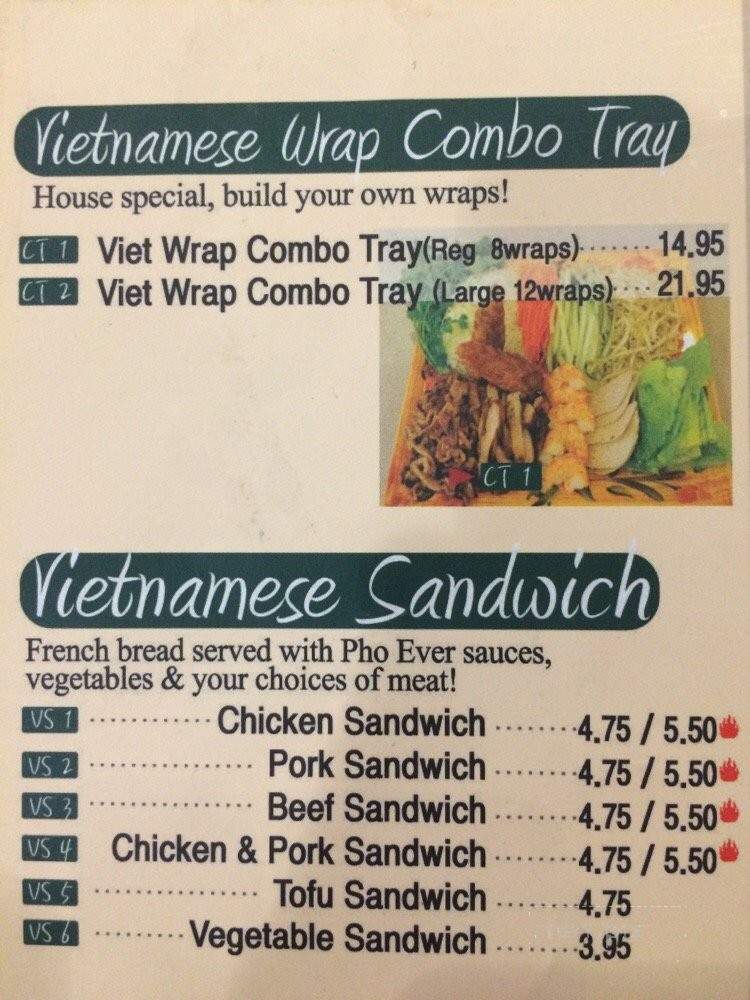 Vietnamese Wrap Combo Tray
House special, build your own wraps!
CT 1 Viet Wrap Combo Tray(Reg 8wraps)······· 14.95
CT 2 Viet Wrap Combo Tray (Large 12wraps)···· 21.95
CT 1
Vietnamese Sandwich
French bread served with Pho Ever sauces,
vegetables & your choices of meat!
VS 1 ············ Chicken Sandwich ········4.75 / 5.50
VS 2 ················ Pork Sandwich ········4.75 / 5.50
VS 3 ················ Beef Sandwich ········4.75 / 5.50
VS 4 Chicken & Pork Sandwich ········4.75 / 5.50
VS 5 ················ Tofu Sandwich ········4.75
VS 6 ········· Vegetable Sandwich ········3.95